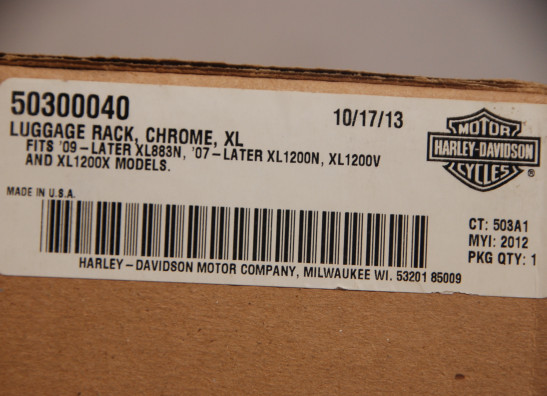 50300040
10/17/13
LUGGAGE RACK, CHROME, XL
FITS '09-LATER XL883N, '07-LATER XL1200N, XL1200V
AND XL1200X MODELS.
MOTOR
HARLEY-DAVIDSON
CYCLES
®
MADE IN U.S.A.
CT: 503A1
MYI: 2012
PKG QTY: 1
HARLEY-DAVIDSON MOTOR COMPANY, MILWAUKEE WI. 53201 85009